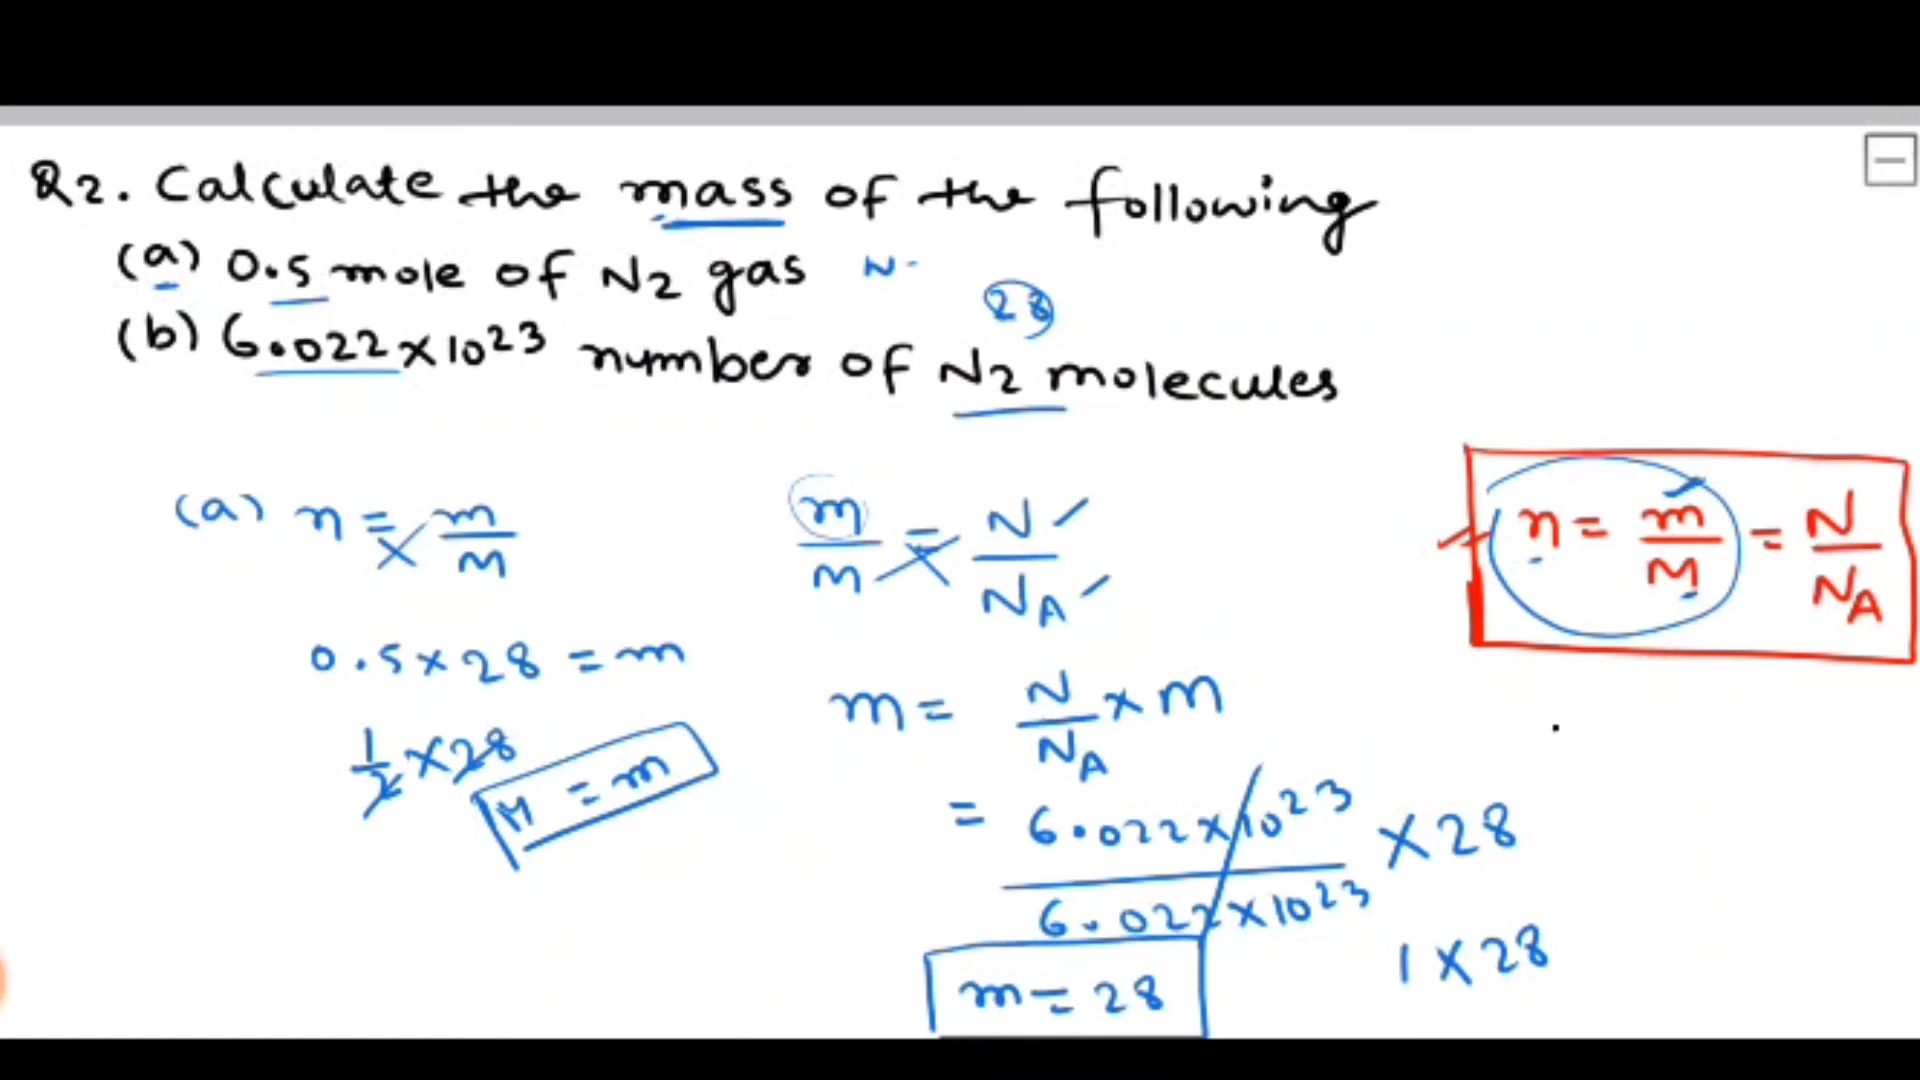 Q2. Calculate the mass of the following
(a) 0.5 mole of N2 gas N
28
(b) 6.022×10^23 number of N2 molecules
(a) n = m/M
0.5×28 = m
1/2 ×28
14 = m
m/m = N/NA
m = N/NA × m
= 6.022×10^23/6.022×10^23 ×28
1×28
m = 28
n = m/M = N/NA